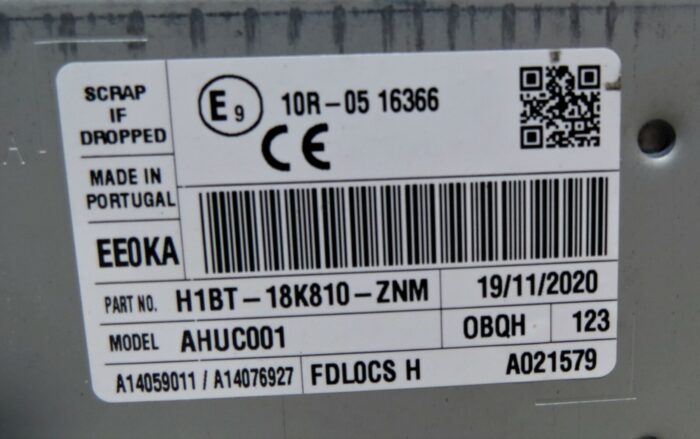 SCRAP
IF
DROPPED
E9
10R-05 16366
CE
MADE IN
PORTUGAL
EE0KA
PART NO. H1BT-18K810-ZNM
19/11/2020
MODEL AHUC001
OBQH
123
A14059011 / A14076927
FDLOCS H
A021579
A